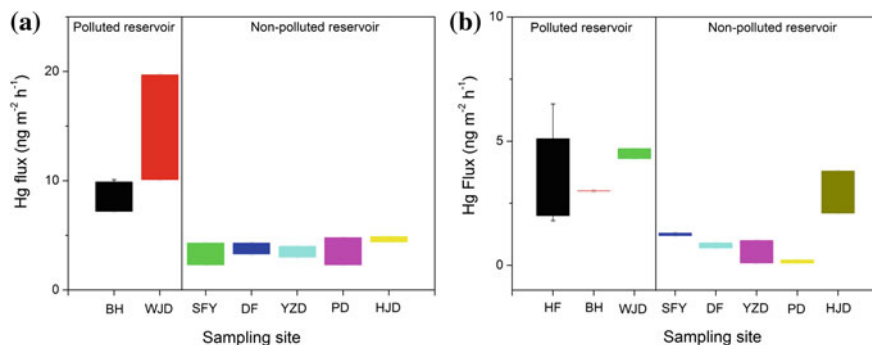 (a)
Polluted reservoir
Non-polluted reservoir
20
10
0
Hg flux (ng m⁻² h⁻¹)
BH WJD SFY DF YZD PD HJD
Sampling site
(b)
Polluted reservoir
Non-polluted reservoir
10
5
0
Hg Flux (ng m⁻² h⁻¹)
HF BH WJD SFY DF YZD PD HJD
Sampling site